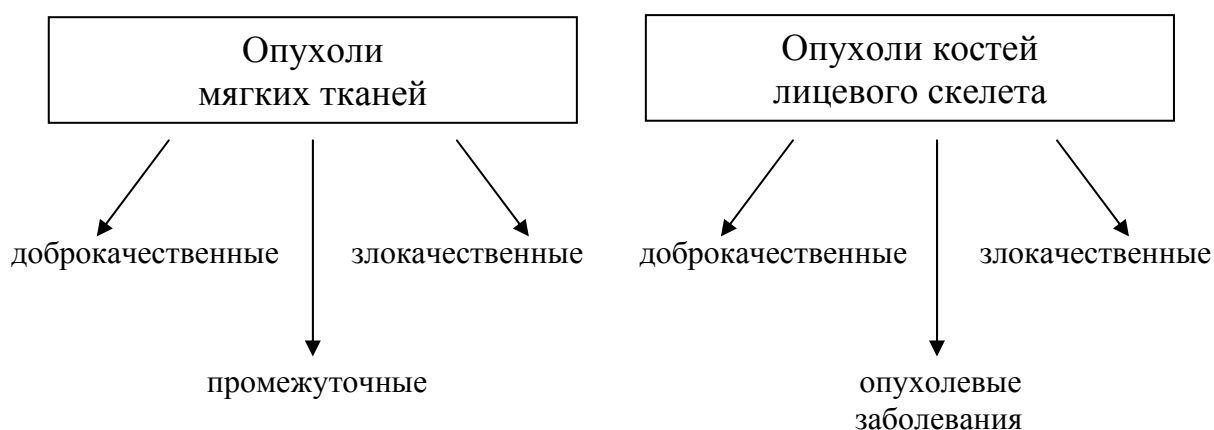 Опухоли
мягких тканей
Опухоли костей
лицевого скелета
доброкачественные
злокачественные
доброкачественные
злокачественные
промежуточные
опухолевые
заболевания